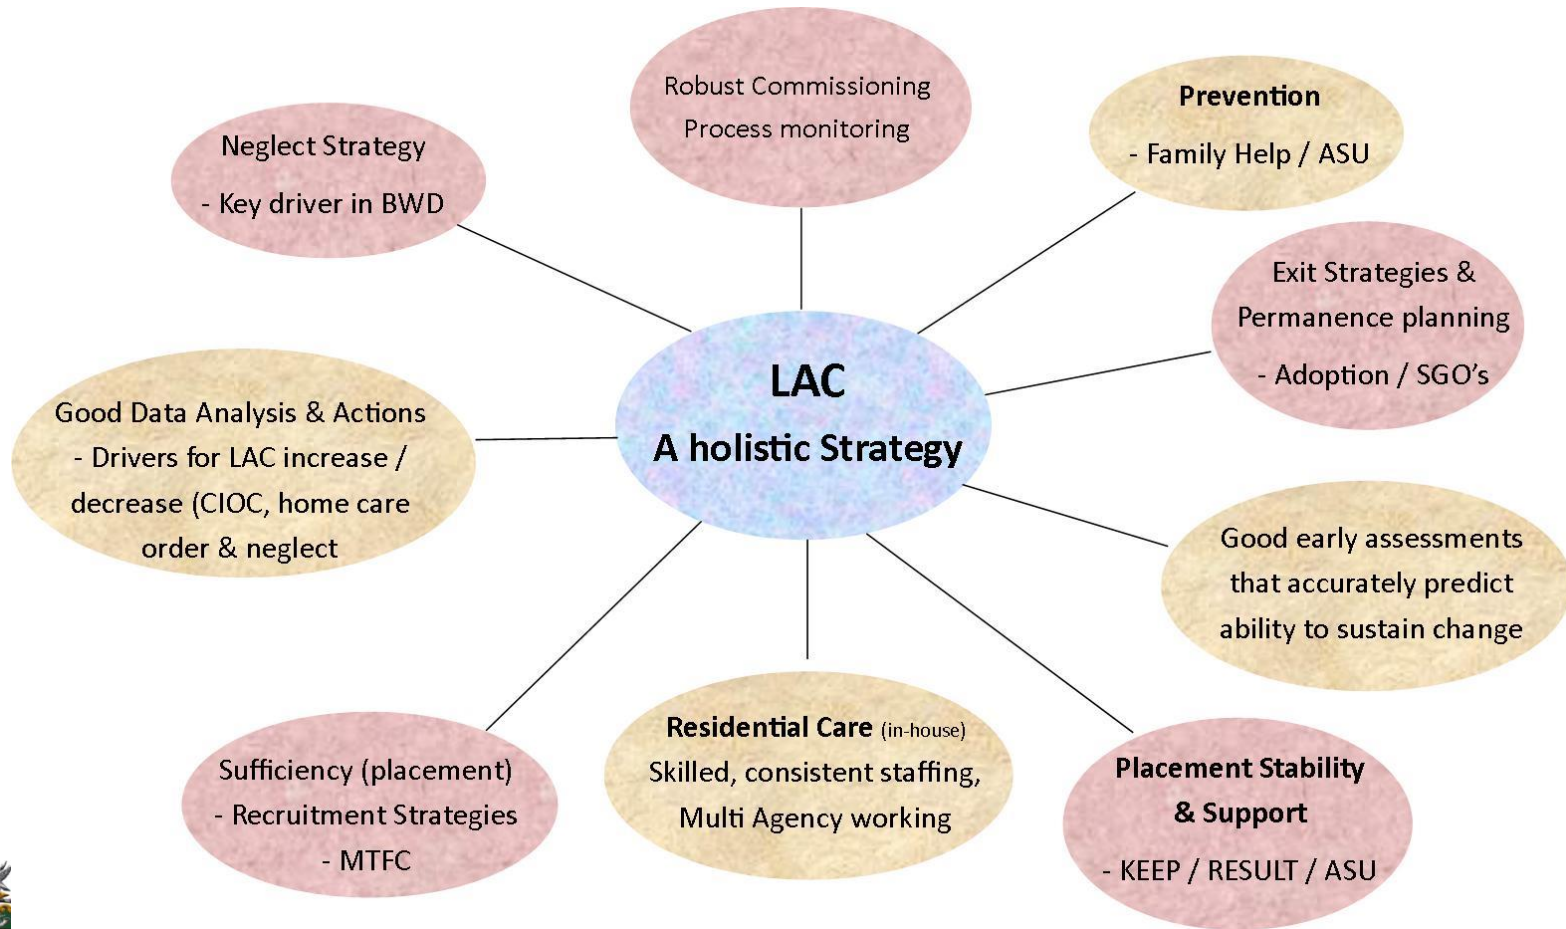 Robust Commissioning
Process monitoring
Prevention
- Family Help / ASU
Neglect Strategy
- Key driver in BWD
Exit Strategies &
Permanence planning
- Adoption / SGO’s
LAC
A holistic Strategy
Good Data Analysis & Actions
- Drivers for LAC increase /
decrease (CIOC, home care
order & neglect
Good early assessments
that accurately predict
ability to sustain change
Sufficiency (placement)
- Recruitment Strategies
- MTFC
Residential Care (in-house)
Skilled, consistent staffing,
Multi Agency working
Placement Stability
& Support
- KEEP / RESULT / ASU